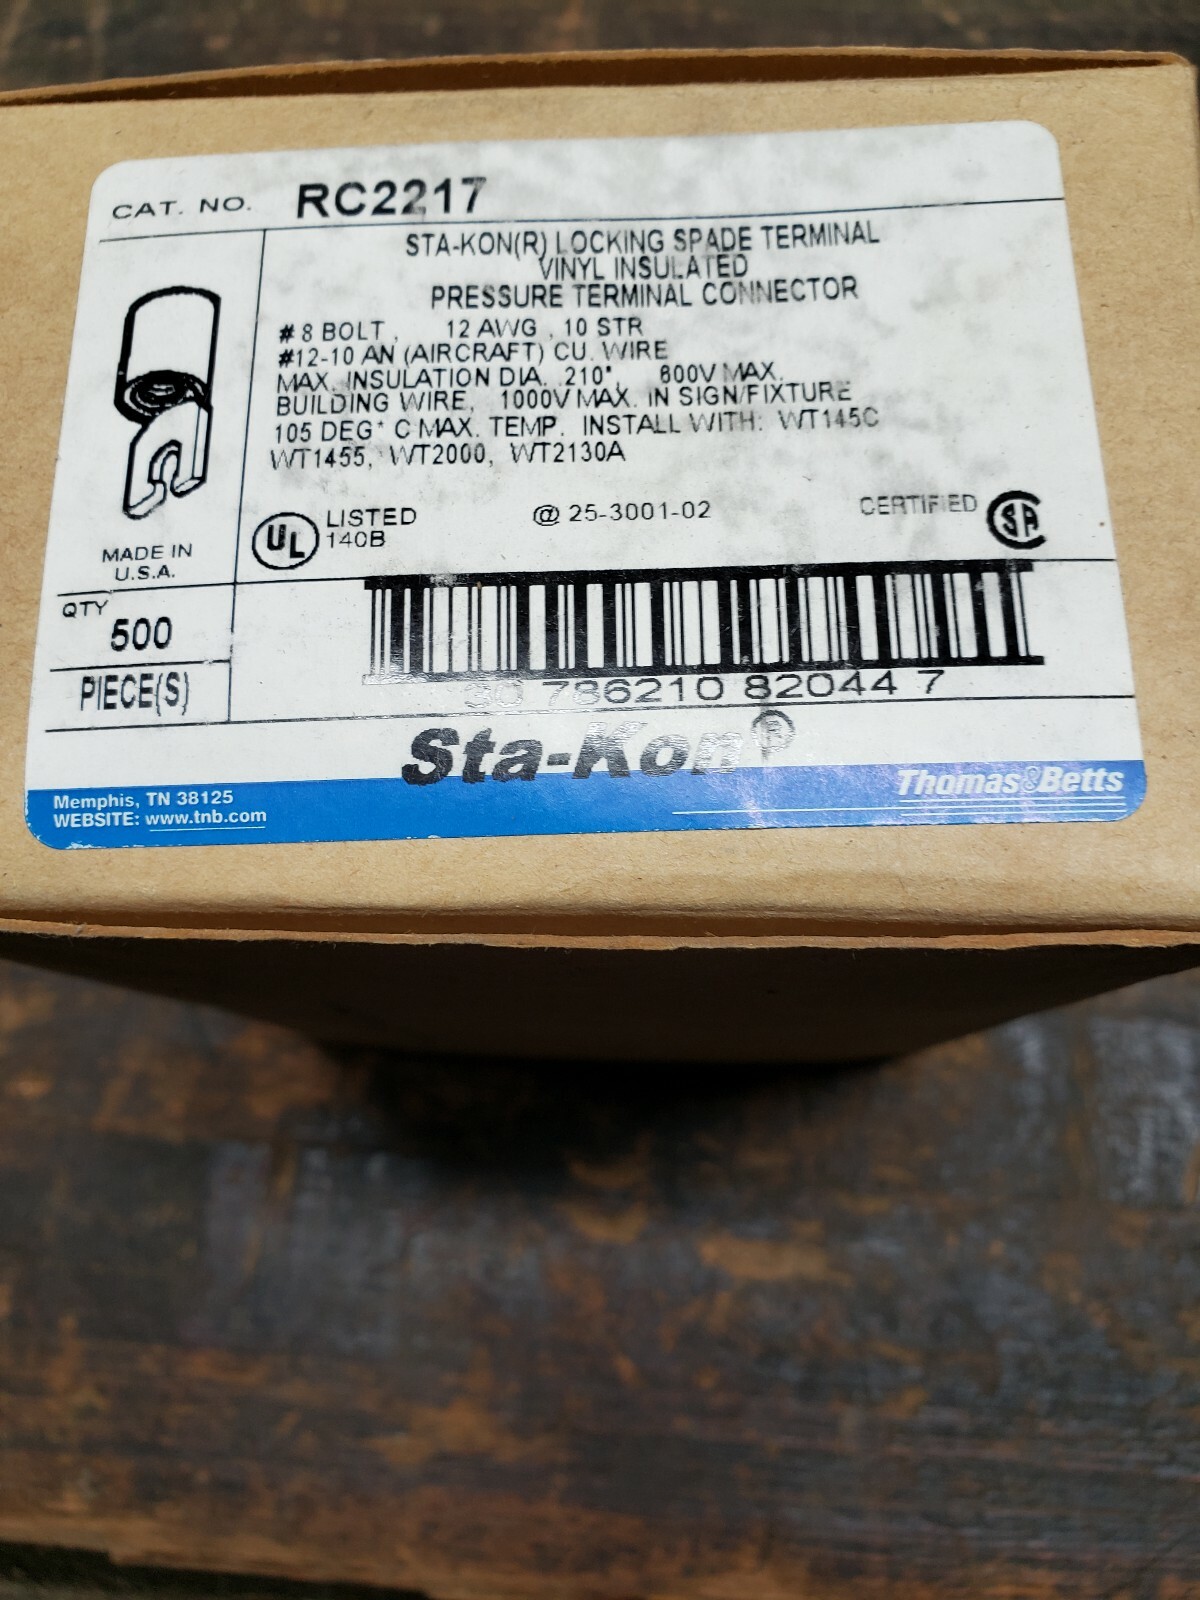 CAT. NO. RC2217
STA-KON(R) LOCKING SPADE TERMINAL
VINYL INSULATED
PRESSURE TERMINAL CONNECTOR
#8 BOLT, 12 AWG, 10 STR
#12-10 AN (AIRCRAFT) CU. WIRE
MAX. INSULATION DIA. .210", 600V MAX.
BUILDING WIRE, 1000V MAX. IN SIGN/FIXTURE
105 DEG° C MAX. TEMP. INSTALL WITH: WT145C
WT1455, WT2000, WT2130A
UL LISTED
140B
@ 25-3001-02
CERTIFIED SA
MADE IN
U.S.A.
QTY
500
PIECE(S)
30 786210 82044 7
Sta-Kon®
Thomas&Betts
Memphis, TN 38125
WEBSITE: www.tnb.com